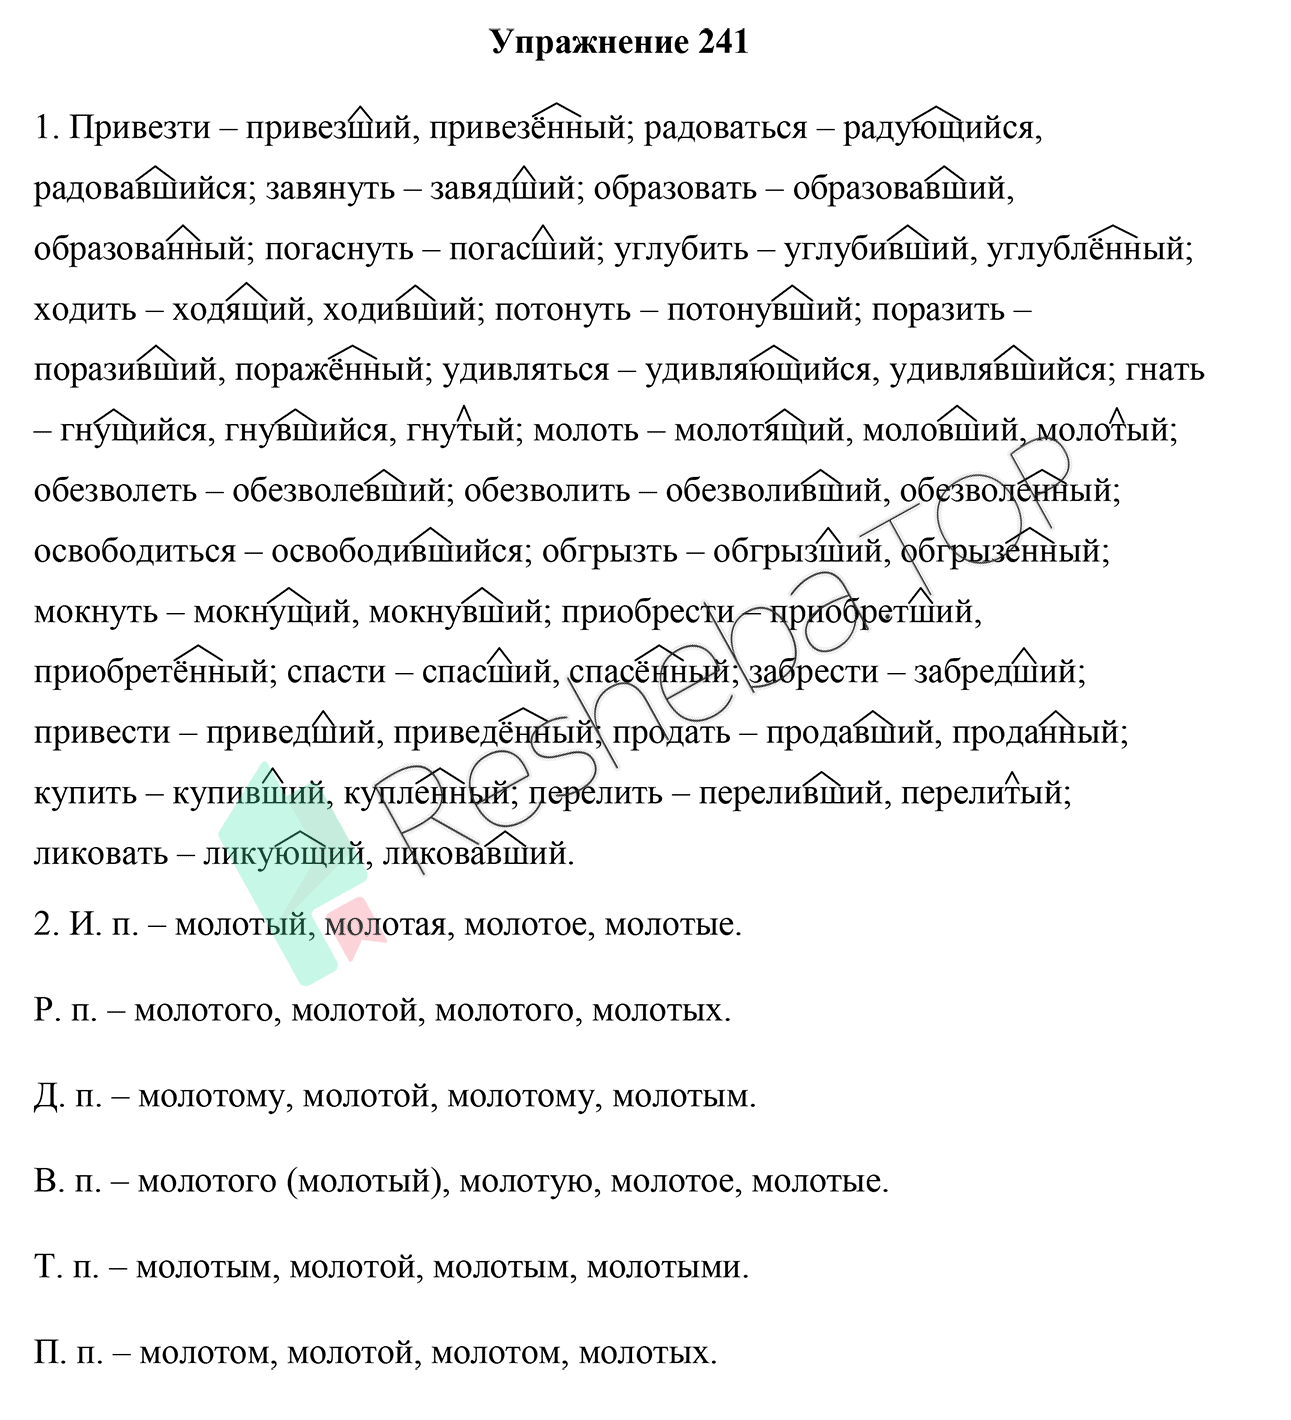 Упражнение 241
1. Привезти – привезший, привезённый; радоваться – радующийся,
радовавшийся; завянуть – завядший; образовать – образовавший,
образованный; погаснуть – погасший; углубить – углубивший, углублённый;
ходить – ходящий, ходивший; потонуть – потонувший; поразить –
поразивший, поражённый; удивляться – удивляющийся, удивлявшийся; гнать
– гнущийся, гнувшийся, гнутый; молоть – молотящий, моловший, молотый;
обезволеть – обезволевший; обезволить – обезволивший, обезволенный;
освободиться – освободившийся; обгрызть – обгрызший, обгрызенный;
мокнуть – мокнущий, мокнувший; приобрести – приобретший,
приобретённый; спасти – спасший, спасённый; забрести – забредший;
привести – приведший, приведённый; продать – продавший, проданный;
купить – купивший, купленный; перелить – переливший, перелитый;
ликовать – ликующий, ликовавший.
2. И. п. – молотый, молотая, молотое, молотые.
Р. п. – молотого, молотой, молотого, молотых.
Д. п. – молотому, молотой, молотому, молотым.
В. п. – молотого (молотый), молотую, молотое, молотые.
Т. п. – молотым, молотой, молотым, молотыми.
П. п. – молотом, молотой, молотом, молотых.
Resheba TOP